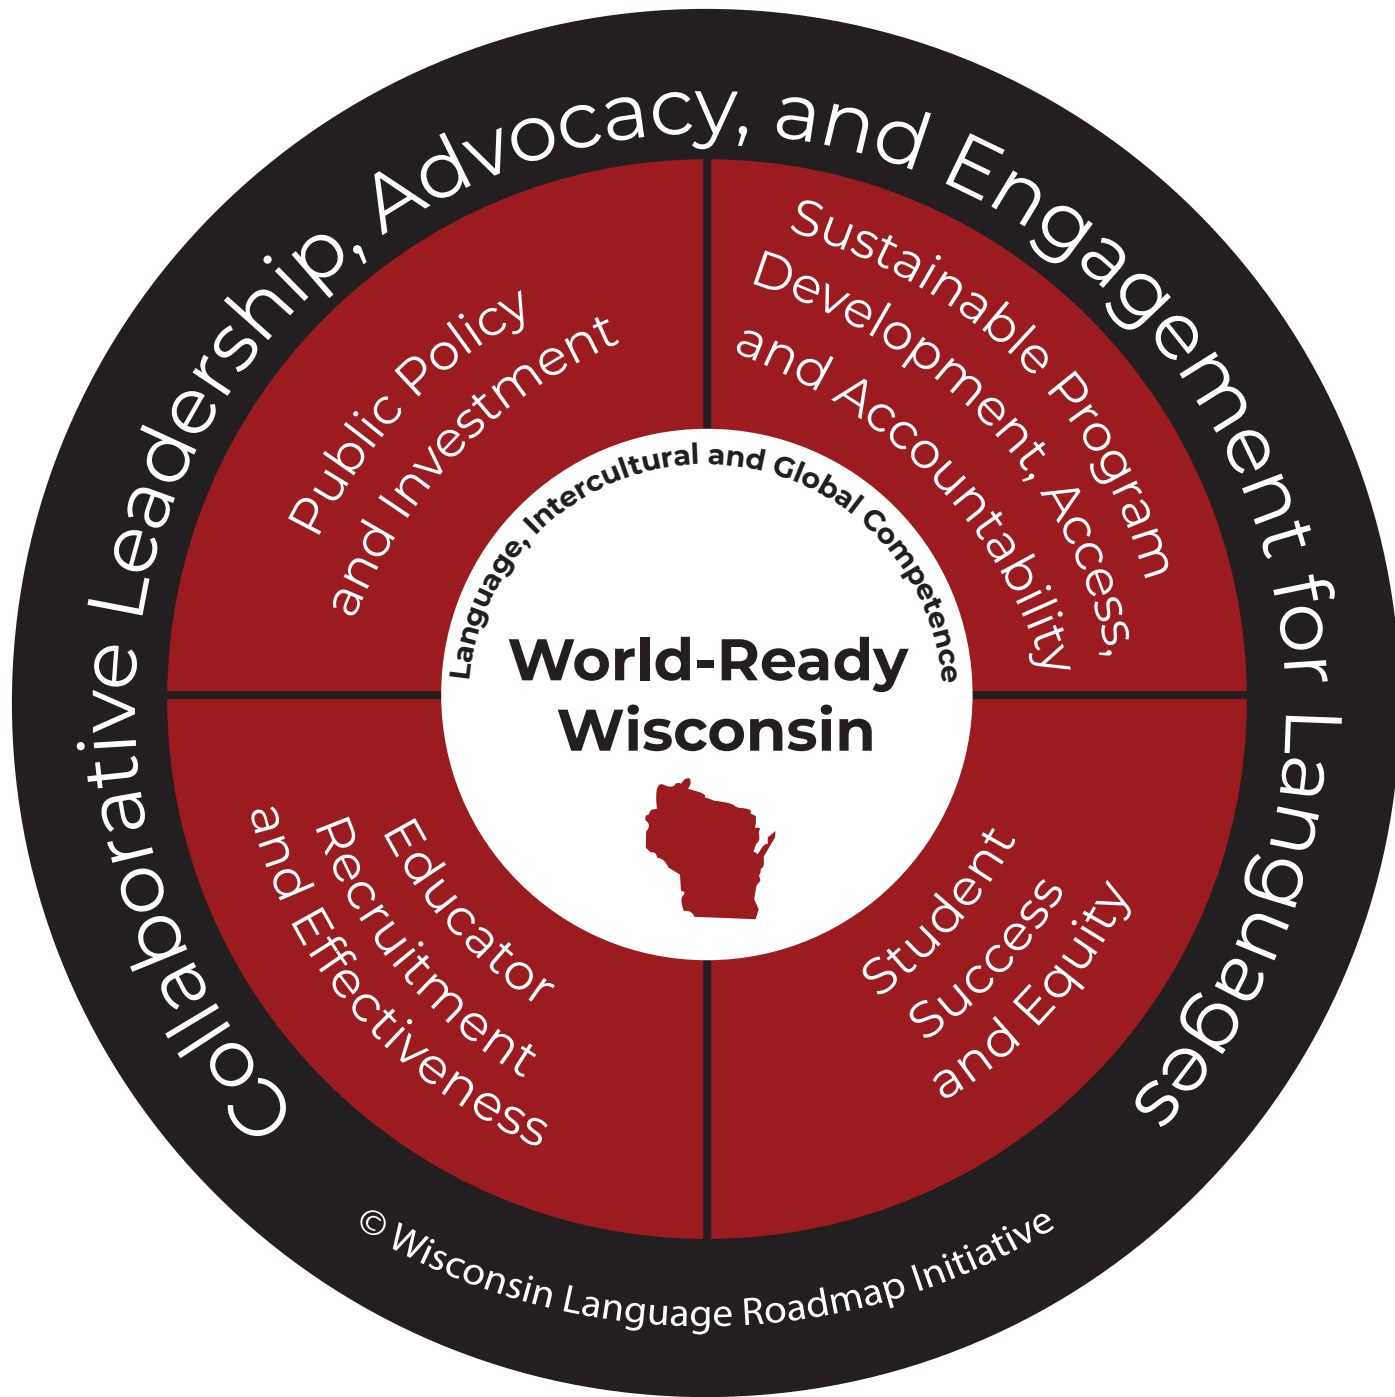 Collaborative Leadership, Advocacy, and Engagement for Languages
Public Policy
and Investment
Sustainable Program
Development, Access,
and Accountability
Language, Intercultural and Global Competence
World-Ready
Wisconsin
Educator
Recruitment
and Effectiveness
Student
Success
and Equity
© Wisconsin Language Roadmap Initiative